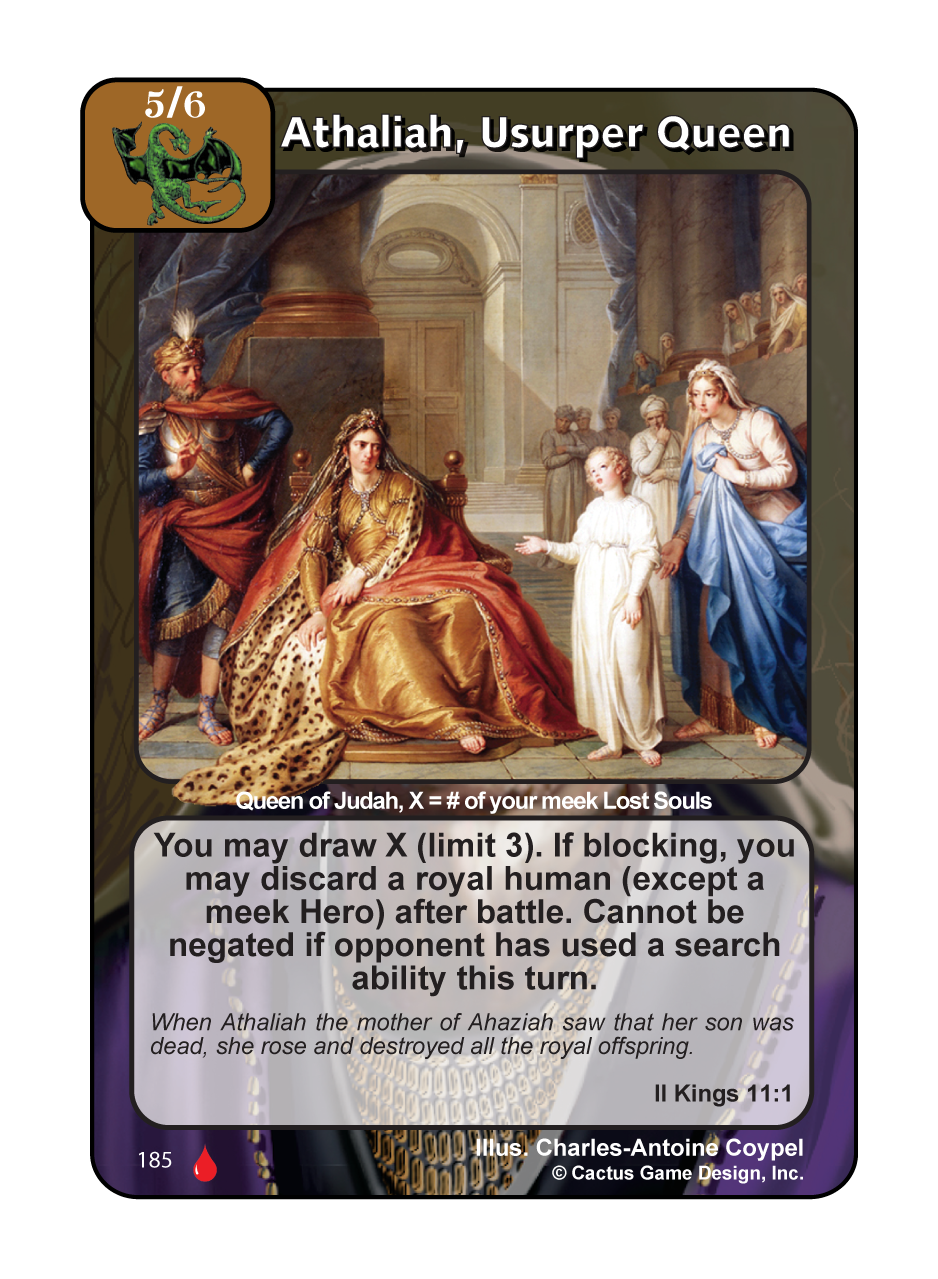 5/6
Athaliah, Usurper Queen
Queen of Judah, X = # of your meek Lost Souls
You may draw X (limit 3). If blocking, you
may discard a royal human (except a
meek Hero) after battle. Cannot be
negated if opponent has used a search
ability this turn.
When Athaliah the mother of Ahaziah saw that her son was
dead, she rose and destroyed all the royal offspring.
II Kings 11:1
185
Illus. Charles-Antoine Coypel
© Cactus Game Design, Inc.